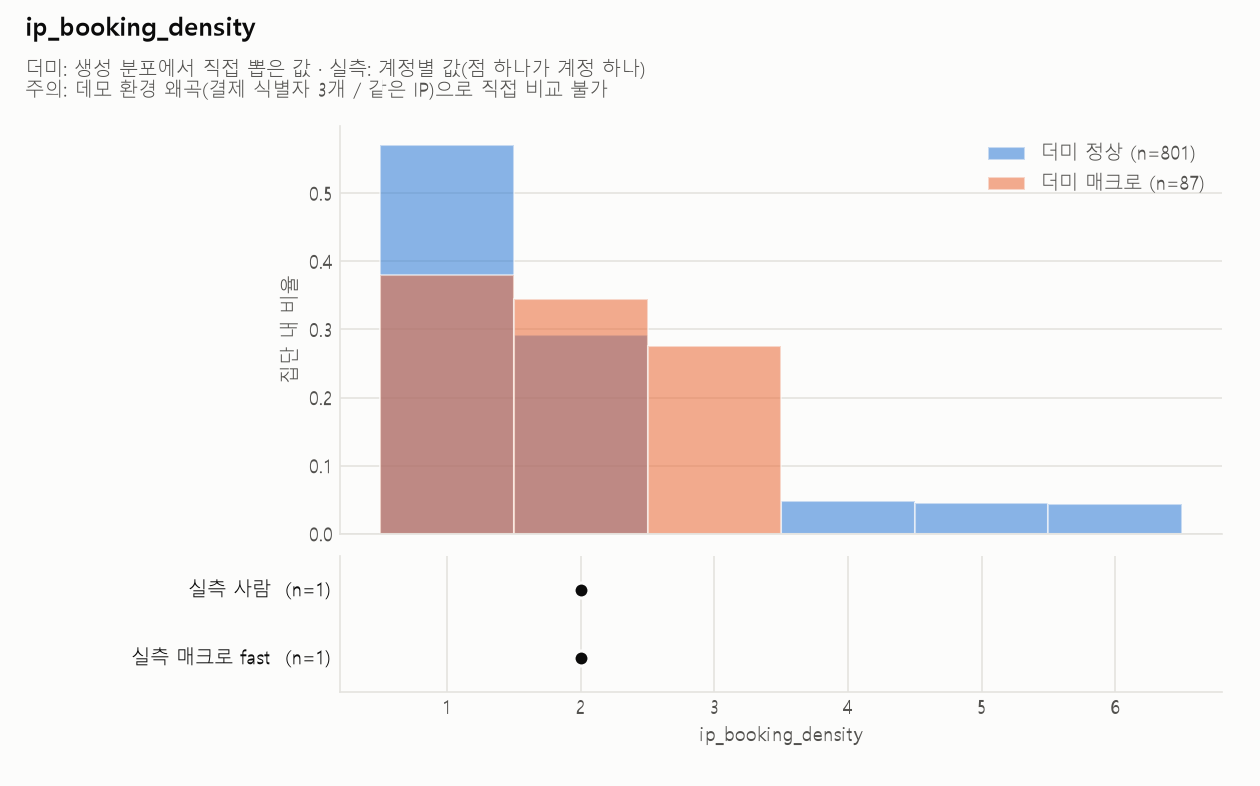 ip_booking_density
더미: 생성 분포에서 직접 뽑은 값 · 실측: 계정별 값(점 하나가 계정 하나)
주의: 데모 환경 왜곡(결제 식별자 3개 / 같은 IP)으로 직접 비교 불가
더미 정상 (n=801)
더미 매크로 (n=87)
집단 내 비율
0.5
0.4
0.3
0.2
0.1
0.0
실측 사람 (n=1)
실측 매크로 fast (n=1)
1 2 3 4 5 6
ip_booking_density